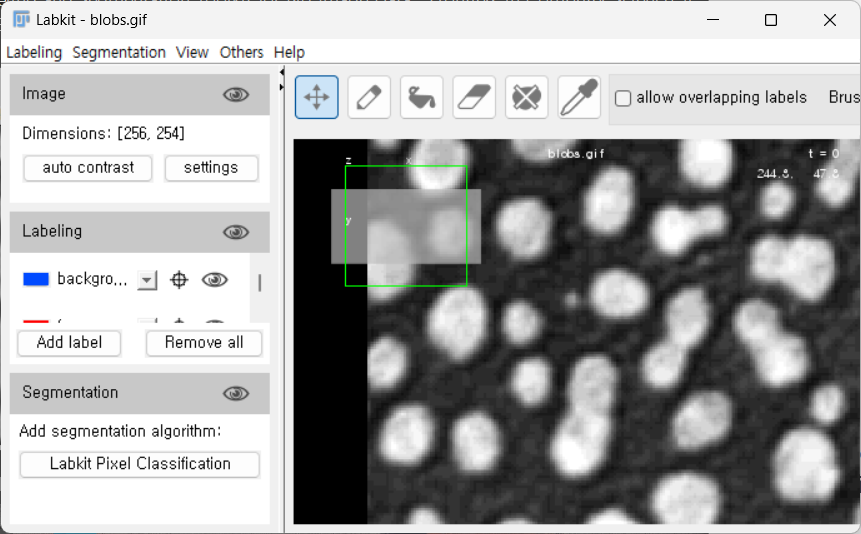 Labkit - blobs.gif
Labeling Segmentation View Others Help
Image
Dimensions: [256, 254]
auto contrast settings
Labeling
backgro...
Add label Remove all
Segmentation
Add segmentation algorithm:
Labkit Pixel Classification
allow overlapping labels Brus
blobs.gif t = 0
244.8, 47.8
z x
y